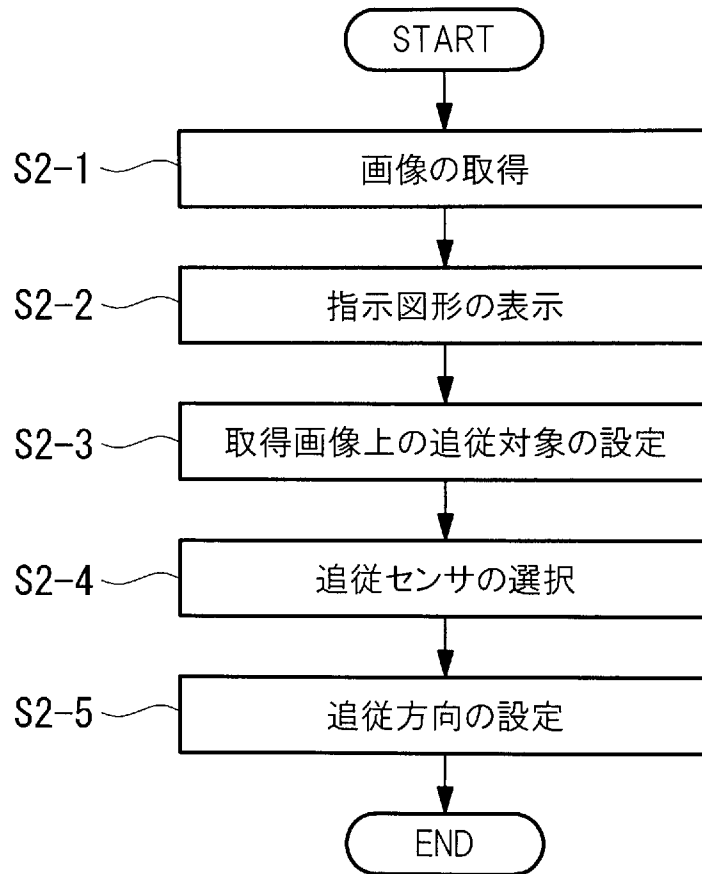 START
S2-1 画像の取得
S2-2 指示図形の表示
S2-3 取得画像上の追従対象の設定
S2-4 追従センサの選択
S2-5 追従方向の設定
END